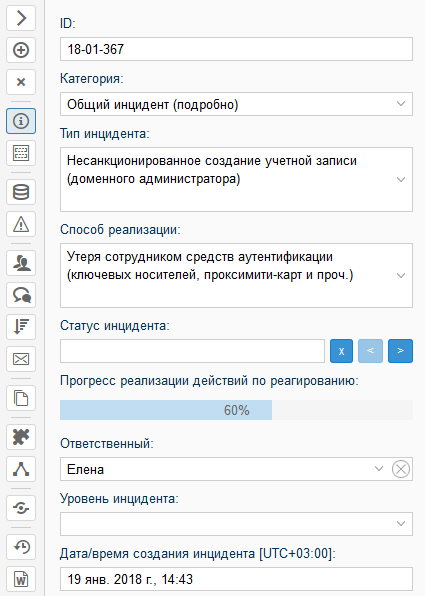 ID:
18-01-367
Категория:
Общий инцидент (подробно)
Тип инцидента:
Несанкционированное создание учетной записи
(доменного администратора)
Способ реализации:
Утеря сотрудником средств аутентификации
(ключевых носителей, проксимити-карт и проч.)
Статус инцидента:
x < >
Прогресс реализации действий по реагированию:
60%
Ответственный:
Елена
Уровень инцидента:
Дата/время создания инцидента [UTC+03:00]:
19 янв. 2018 г., 14:43